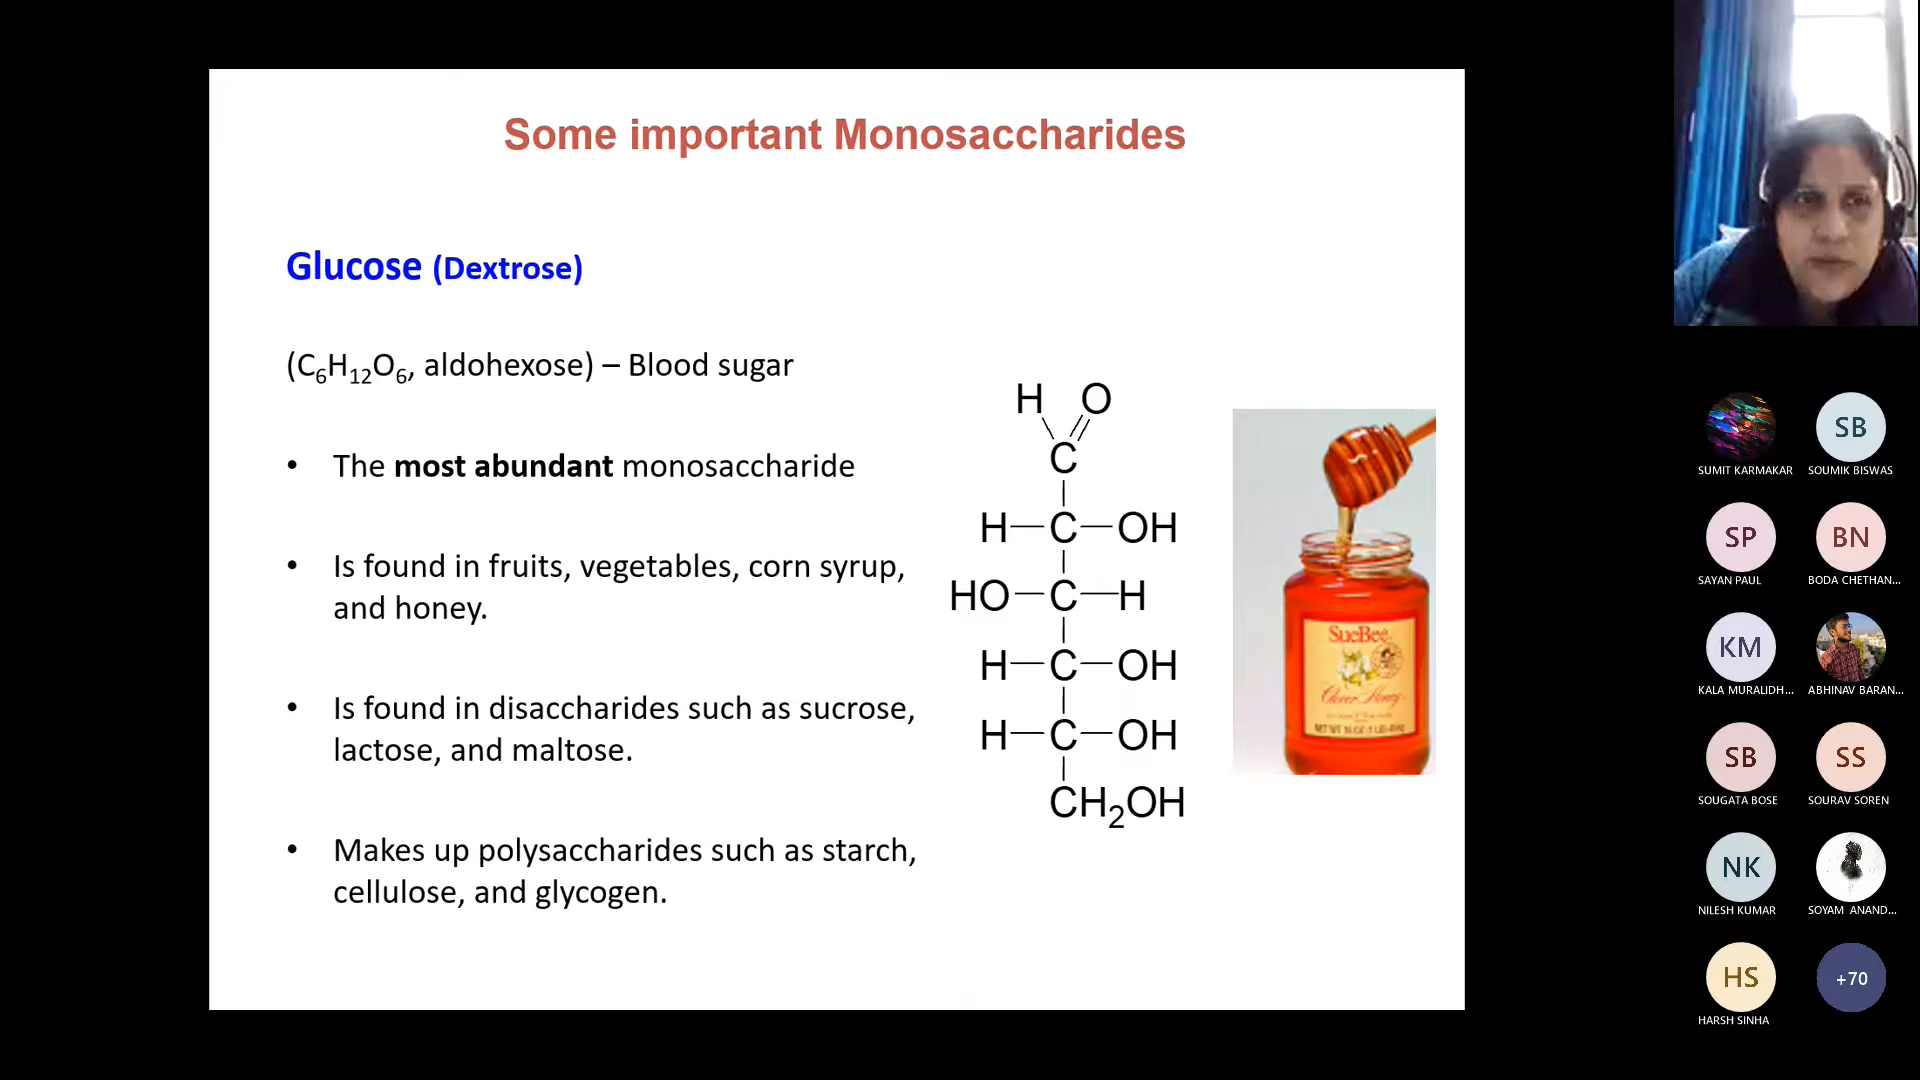 Some important Monosaccharides
Glucose (Dextrose)
(C₆H₁₂O₆, aldohexose) – Blood sugar
• The most abundant monosaccharide
• Is found in fruits, vegetables, corn syrup,
and honey.
• Is found in disaccharides such as sucrose,
lactose, and maltose.
• Makes up polysaccharides such as starch,
cellulose, and glycogen.
H O
C
H—C—OH
HO—C—H
H—C—OH
H—C—OH
CH₂OH
SueBee
Clover Honey
SB
SUMIT KARMAKAR SOUMIK BISWAS
SP BN
SAYAN PAUL BODA CHETHAN...
KM
KALA MURALIDH... ABHINAV BARAN...
SB SS
SOUGATA BOSE SOURAV SOREN
NK
NILESH KUMAR SOYAM ANAND...
HS +70
HARSH SINHA